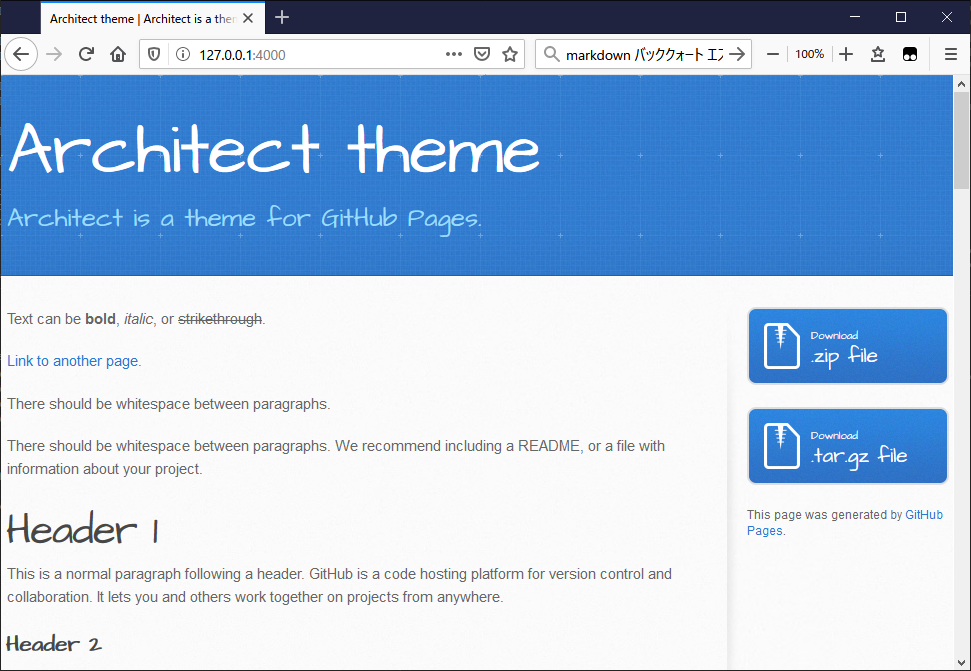 Architect theme | Architect is a them
127.0.0.1:4000
markdown バッククォート エス
100%
Architect theme
Architect is a theme for GitHub Pages.
Text can be bold, italic, or strikethrough.
Link to another page.
There should be whitespace between paragraphs.
There should be whitespace between paragraphs. We recommend including a README, or a file with
information about your project.
Header 1
This is a normal paragraph following a header. GitHub is a code hosting platform for version control and
collaboration. It lets you and others work together on projects from anywhere.
Header 2
Download
.zip file
Download
.tar.gz file
This page was generated by GitHub
Pages.